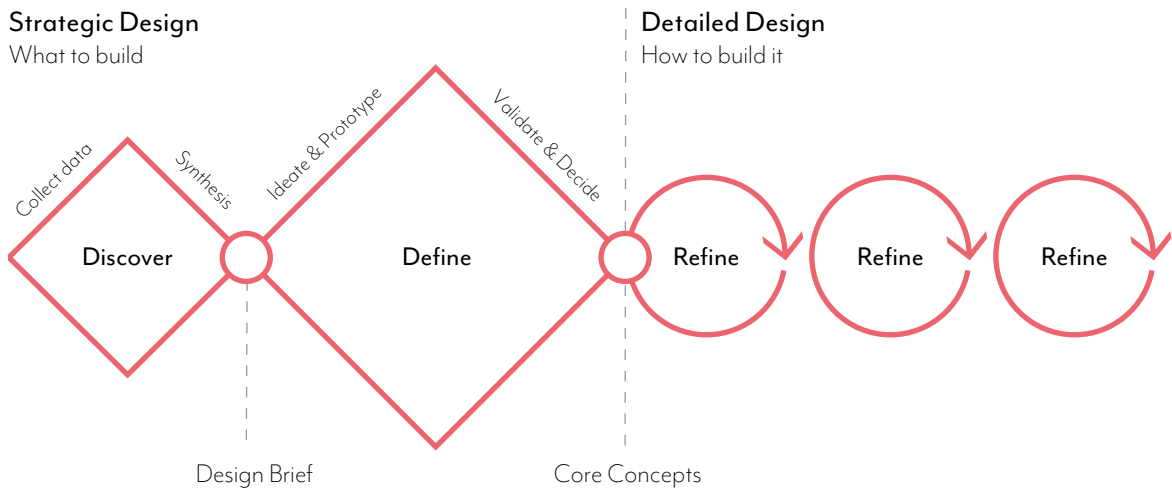 Strategic Design
What to build
Detailed Design
How to build it
Collect data
Synthesis
Ideate & Prototype
Validate & Decide
Discover
Define
Refine
Refine
Refine
Design Brief
Core Concepts